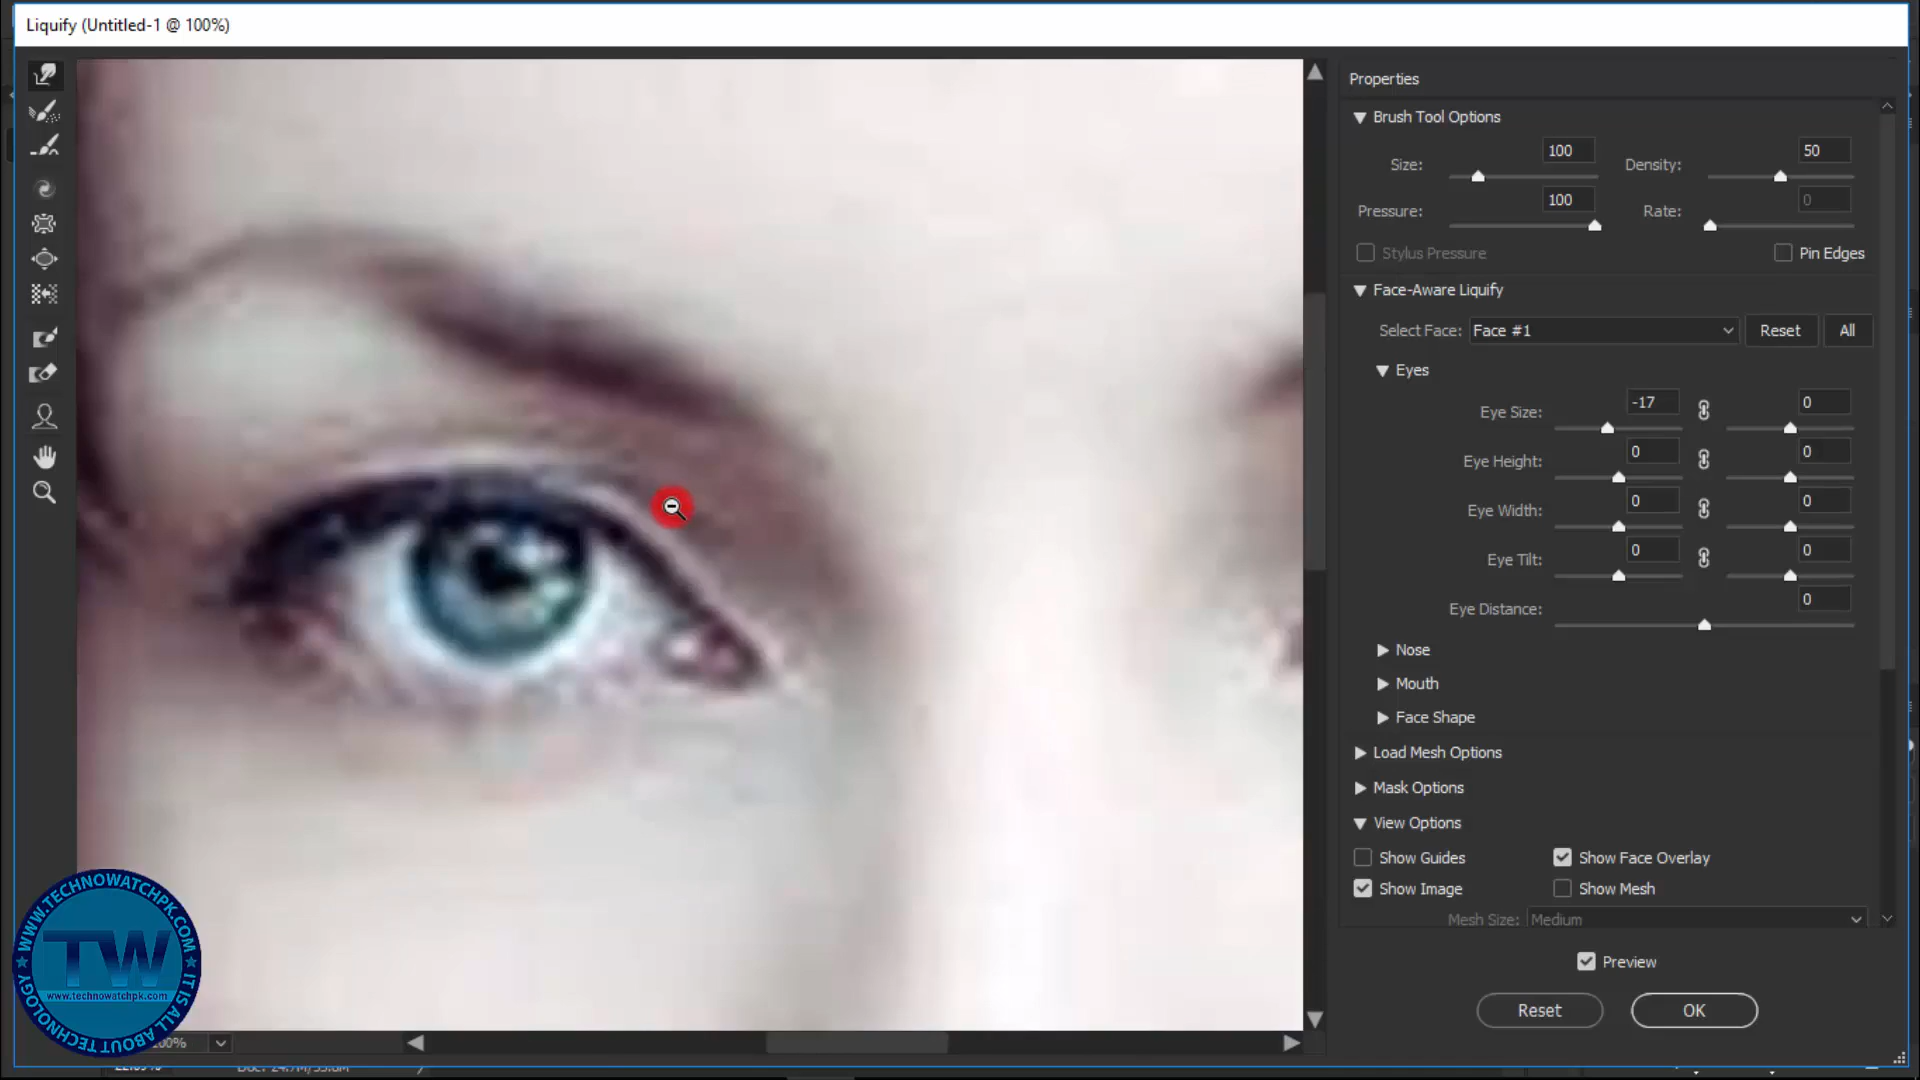 Liquify (Untitled-1 @ 100%)
Properties
Brush Tool Options
Size: 100 Density: 50
Pressure: 100 Rate: 0
Stylus Pressure Pin Edges
Face-Aware Liquify
Select Face: Face #1 Reset All
Eyes
Eye Size: -17 0
Eye Height: 0 0
Eye Width: 0 0
Eye Tilt: 0 0
Eye Distance: 0
Nose
Mouth
Face Shape
Load Mesh Options
Mask Options
View Options
Show Guides Show Face Overlay
Show Image Show Mesh
Mesh Size: Medium
Preview
Reset OK
WWW.TECHNOWATCHPK.COM
TW
www.technowatchpk.com
IT IS ALL ABOUT TECHNOLOGY